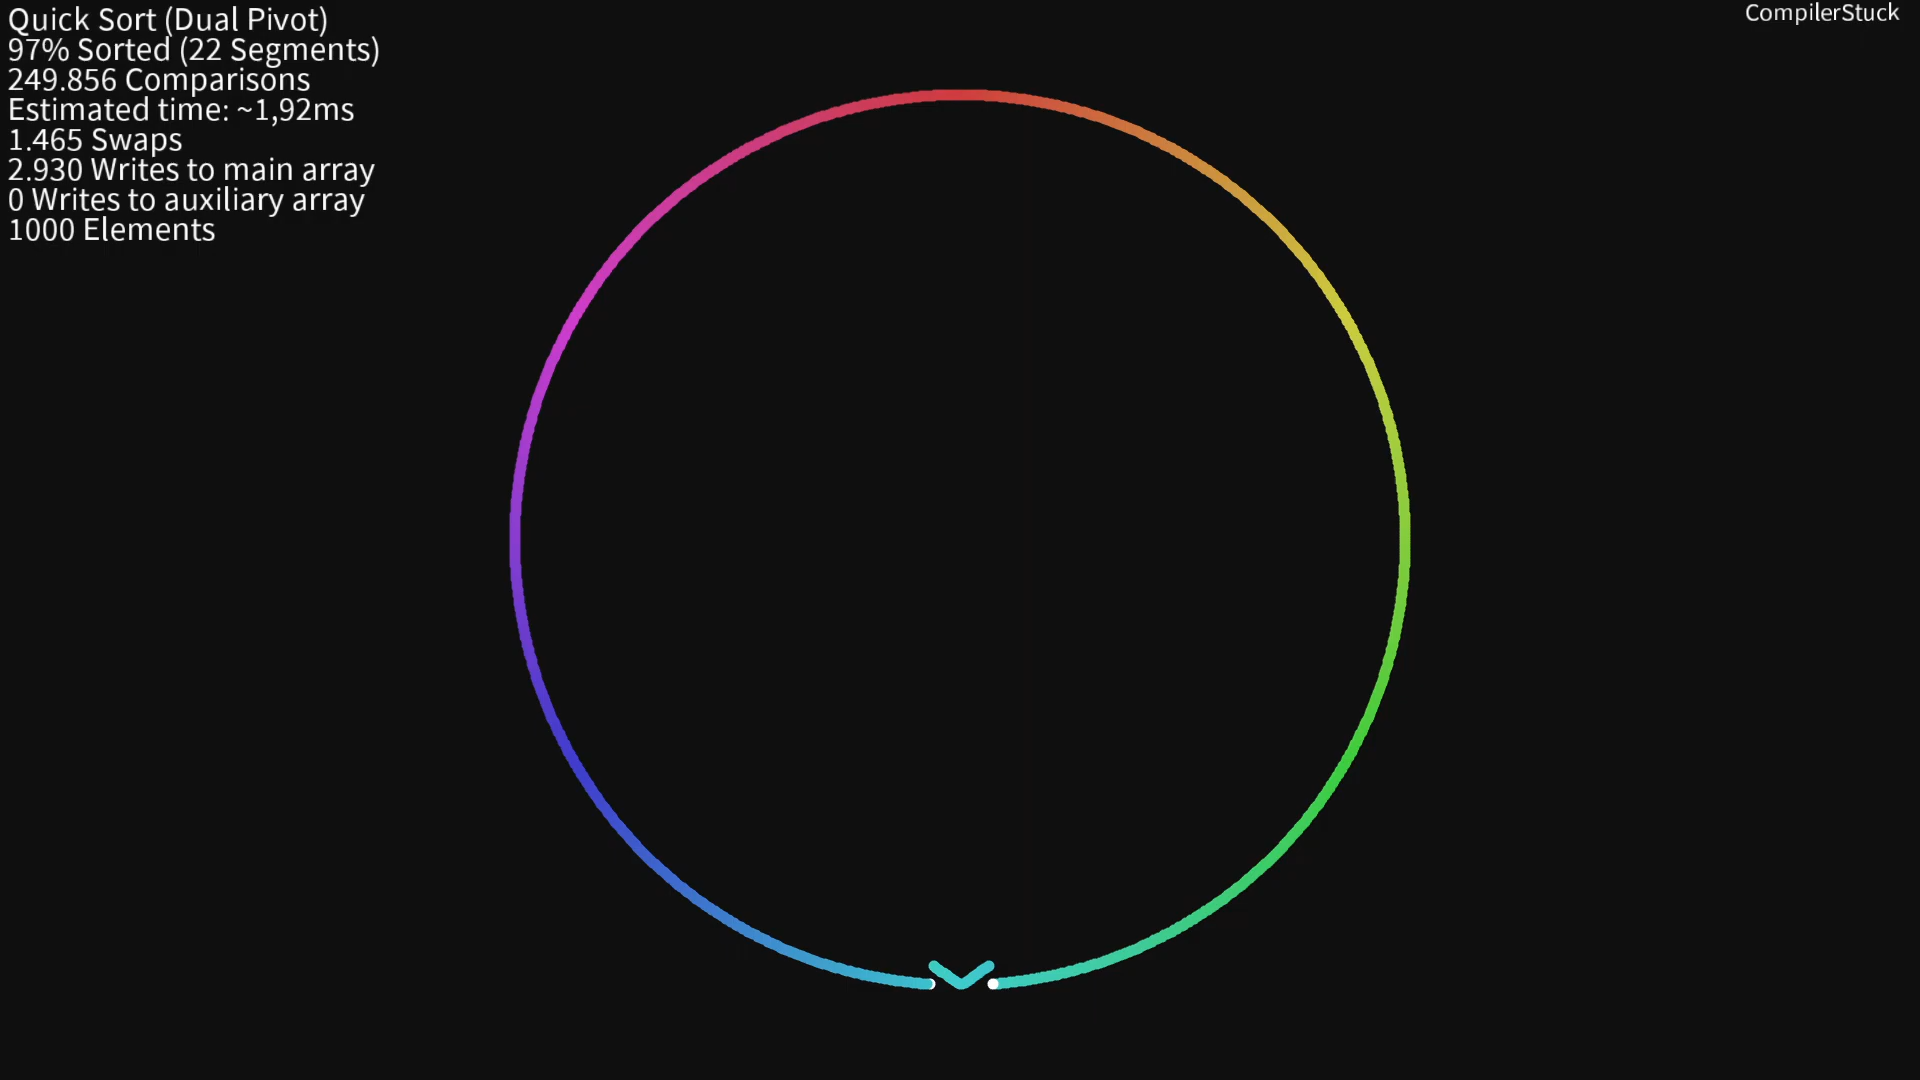 Quick Sort (Dual Pivot)
97% Sorted (22 Segments)
249.856 Comparisons
Estimated time: ~1,92ms
1.465 Swaps
2.930 Writes to main array
0 Writes to auxiliary array
1000 Elements
CompilerStuck